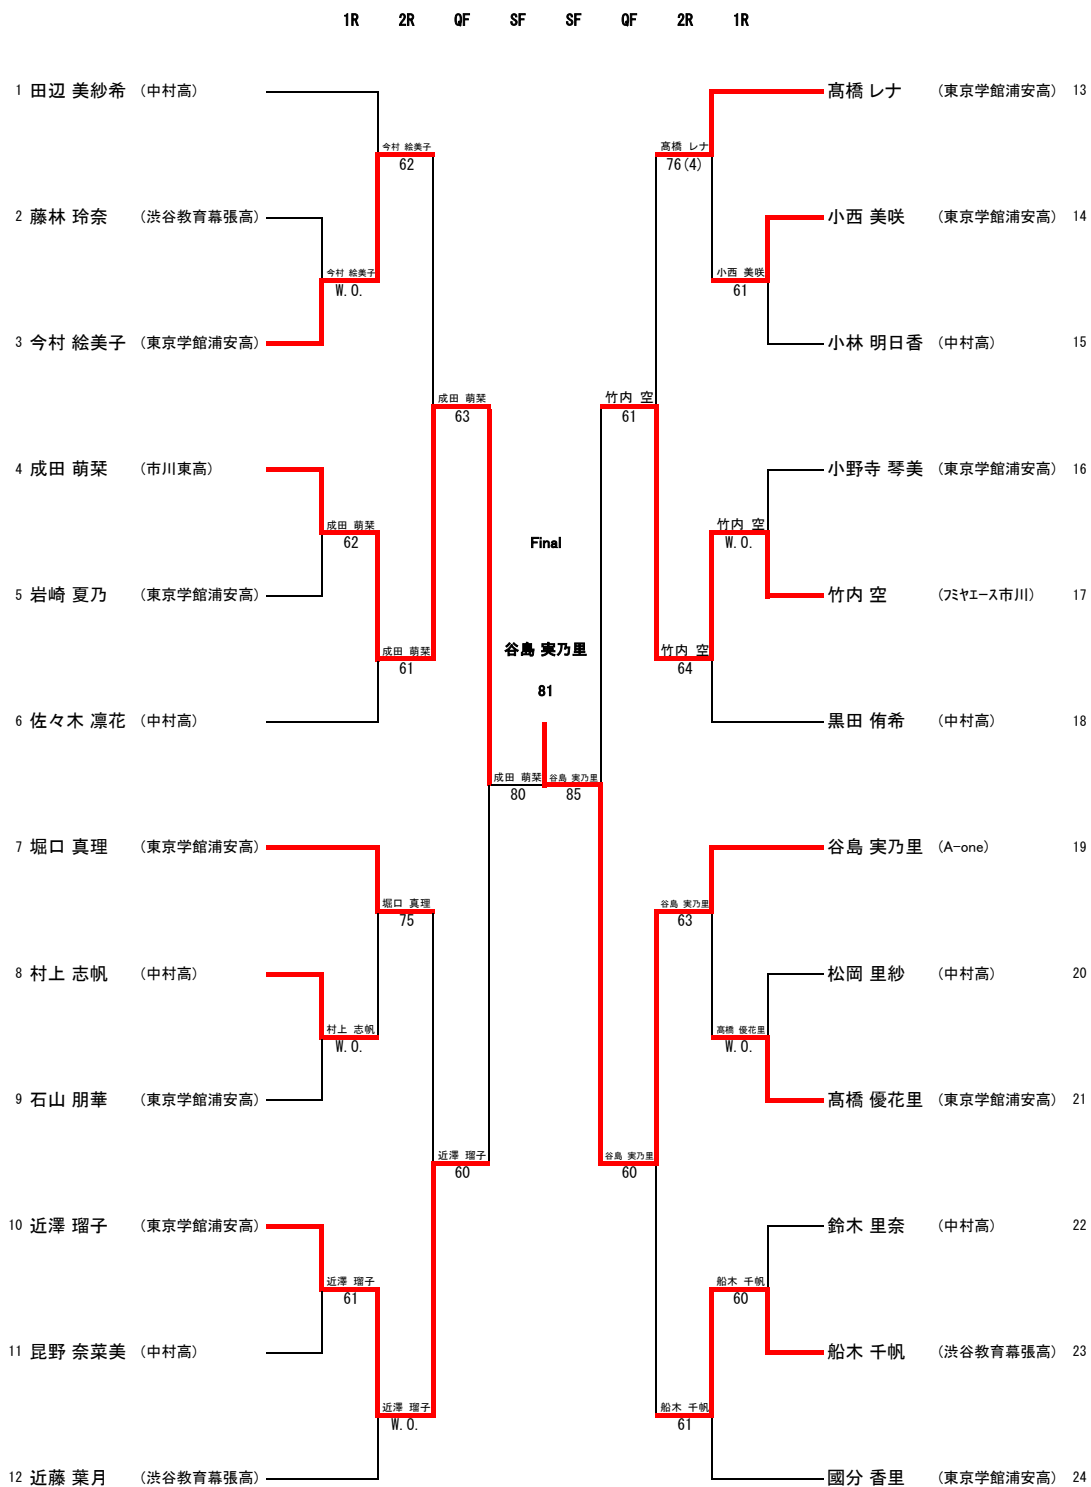 1R 2R QF SF SF QF 2R 1R
1 田辺 美紗希 (中村高)
髙橋 レナ (東京学館浦安高) 13
今村 絵美子
62
髙橋 レナ
76(4)
2 藤林 玲奈 (渋谷教育幕張高)
小西 美咲 (東京学館浦安高) 14
今村 絵美子
W.O.
小西 美咲
61
3 今村 絵美子 (東京学館浦安高)
小林 明日香 (中村高) 15
成田 萌栞
63
竹内 空
61
4 成田 萌栞 (市川東高)
小野寺 琴美 (東京学館浦安高) 16
成田 萌栞
62
Final
竹内 空
W.O.
5 岩崎 夏乃 (東京学館浦安高)
竹内 空 (フミヤエース市川) 17
成田 萌栞
61
谷島 実乃里
81
竹内 空
64
6 佐々木 凛花 (中村高)
黒田 侑希 (中村高) 18
成田 萌栞
80
谷島 実乃里
85
7 堀口 真理 (東京学館浦安高)
谷島 実乃里 (A-one) 19
堀口 真理
75
谷島 実乃里
63
8 村上 志帆 (中村高)
松岡 里紗 (中村高) 20
村上 志帆
W.O.
髙橋 優花里
W.O.
9 石山 朋華 (東京学館浦安高)
髙橋 優花里 (東京学館浦安高) 21
近澤 瑠子
60
谷島 実乃里
60
10 近澤 瑠子 (東京学館浦安高)
鈴木 里奈 (中村高) 22
近澤 瑠子
61
船木 千帆
60
11 昆野 奈菜美 (中村高)
船木 千帆 (渋谷教育幕張高) 23
近澤 瑠子
W.O.
船木 千帆
61
12 近藤 葉月 (渋谷教育幕張高)
國分 香里 (東京学館浦安高) 24